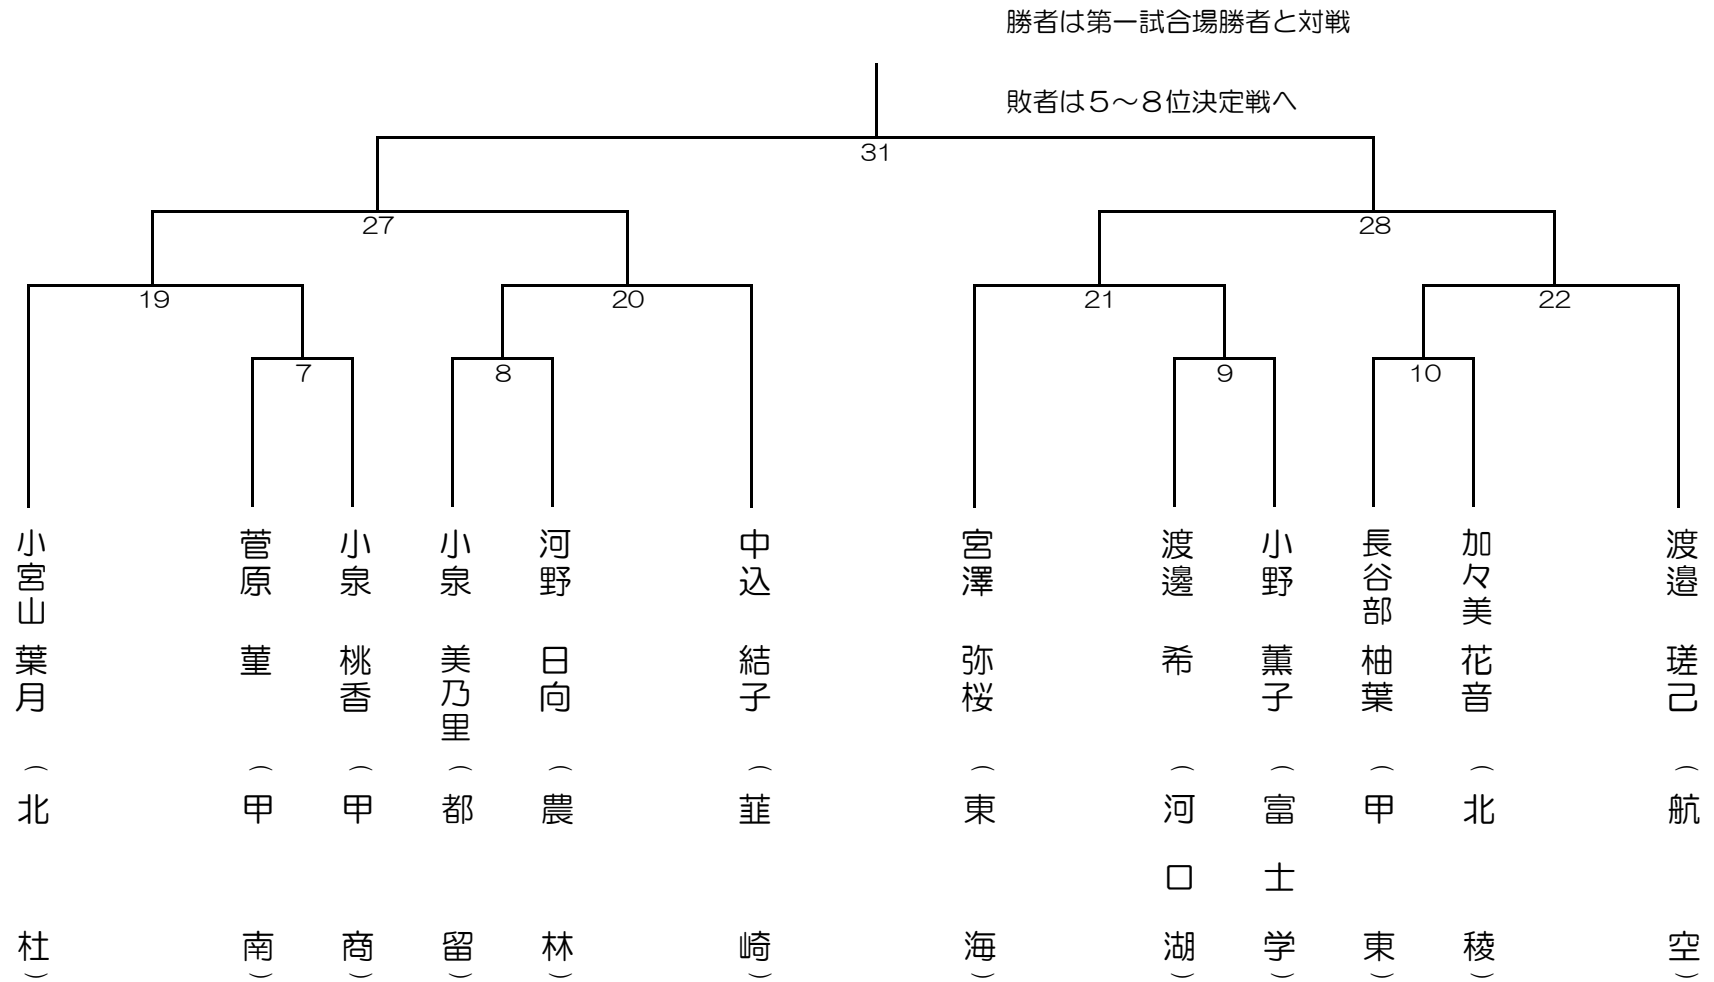 勝者は第一試合場勝者と対戦
敗者は5～8位決定戦へ
31
27
28
19
20
21
22
7
8
9
10
小宮山 葉月 （北 杜）
菅原 菫 （甲 南）
小泉 桃香 （甲 商）
小泉 美乃里 （都 留）
河野 日向 （農 林）
中込 結子 （韮 崎）
宮澤 弥桜 （東 海）
渡邊 希 （河口湖）
小野 薫子 （富士学）
長谷部 柚葉 （甲 東）
加々美 花音 （北 稜）
渡邉 瑳己 （航 空）